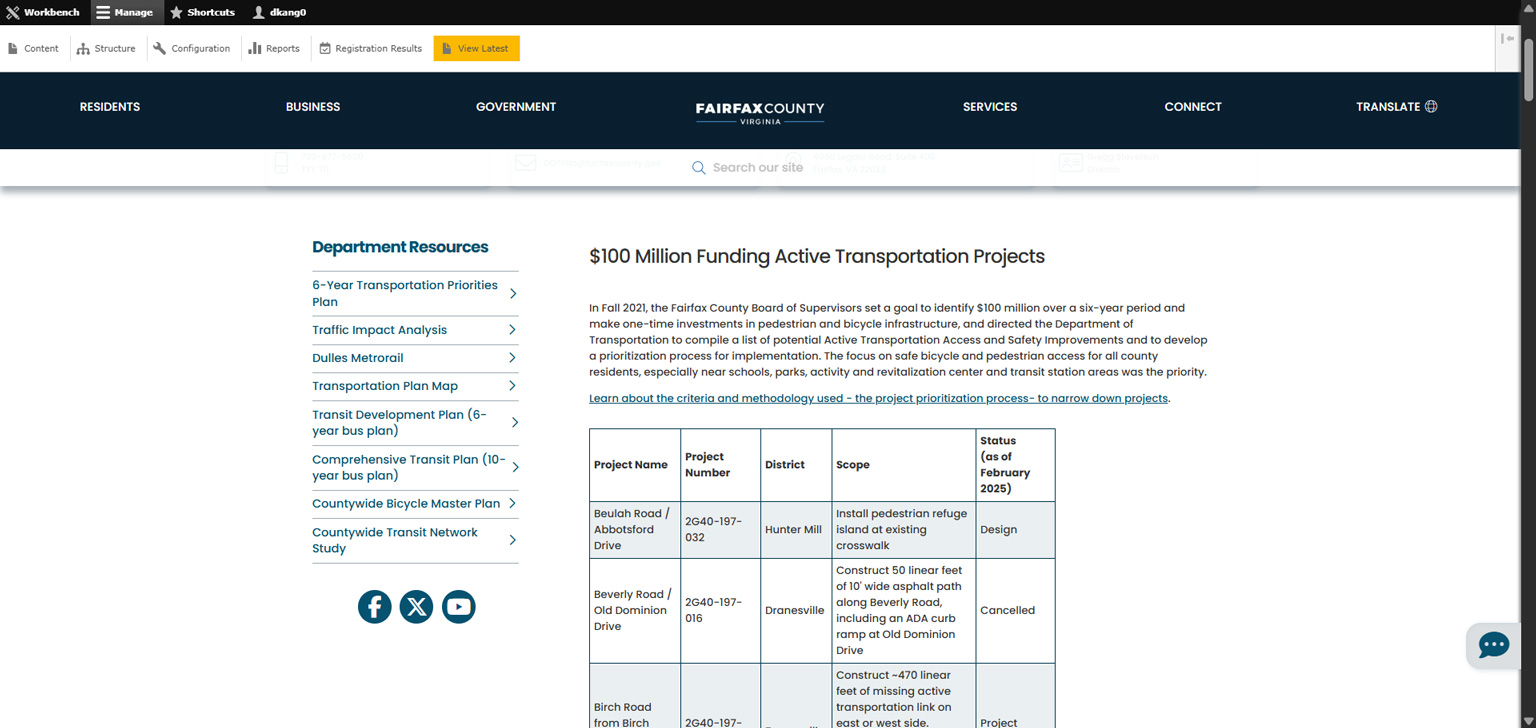 Workbench Manage Shortcuts dkang0
Content Structure Configuration Reports Registration Results View Latest
RESIDENTS BUSINESS GOVERNMENT FAIRFAXCOUNTY SERVICES CONNECT TRANSLATE
VIRGINIA
Search our site
Department Resources
6-Year Transportation Priorities
Plan
Traffic Impact Analysis
Dulles Metrorail
Transportation Plan Map
Transit Development Plan (6-
year bus plan)
Comprehensive Transit Plan (10-
year bus plan)
Countywide Bicycle Master Plan
Countywide Transit Network
Study
$100 Million Funding Active Transportation Projects
In Fall 2021, the Fairfax County Board of Supervisors set a goal to identify $100 million over a six-year period and
make one-time investments in pedestrian and bicycle infrastructure, and directed the Department of
Transportation to compile a list of potential Active Transportation Access and Safety Improvements and to develop
a prioritization process for implementation. The focus on safe bicycle and pedestrian access for all county
residents, especially near schools, parks, activity and revitalization center and transit station areas was the priority.
Learn about the criteria and methodology used - the project prioritization process- to narrow down projects.
Project Name
Project
Number
District
Scope
Status
(as of
February
2025)
Beulah Road /
Abbotsford
Drive
2G40-197-
032
Hunter Mill
Install pedestrian refuge
island at existing
crosswalk
Design
Beverly Road /
Old Dominion
Drive
2G40-197-
016
Dranesville
Construct 50 linear feet
of 10' wide asphalt path
along Beverly Road,
including an ADA curb
ramp at Old Dominion
Drive
Cancelled
Birch Road
from Birch
2G40-197-
Construct ~470 linear
feet of missing active
transportation link on
east or west side.
Project